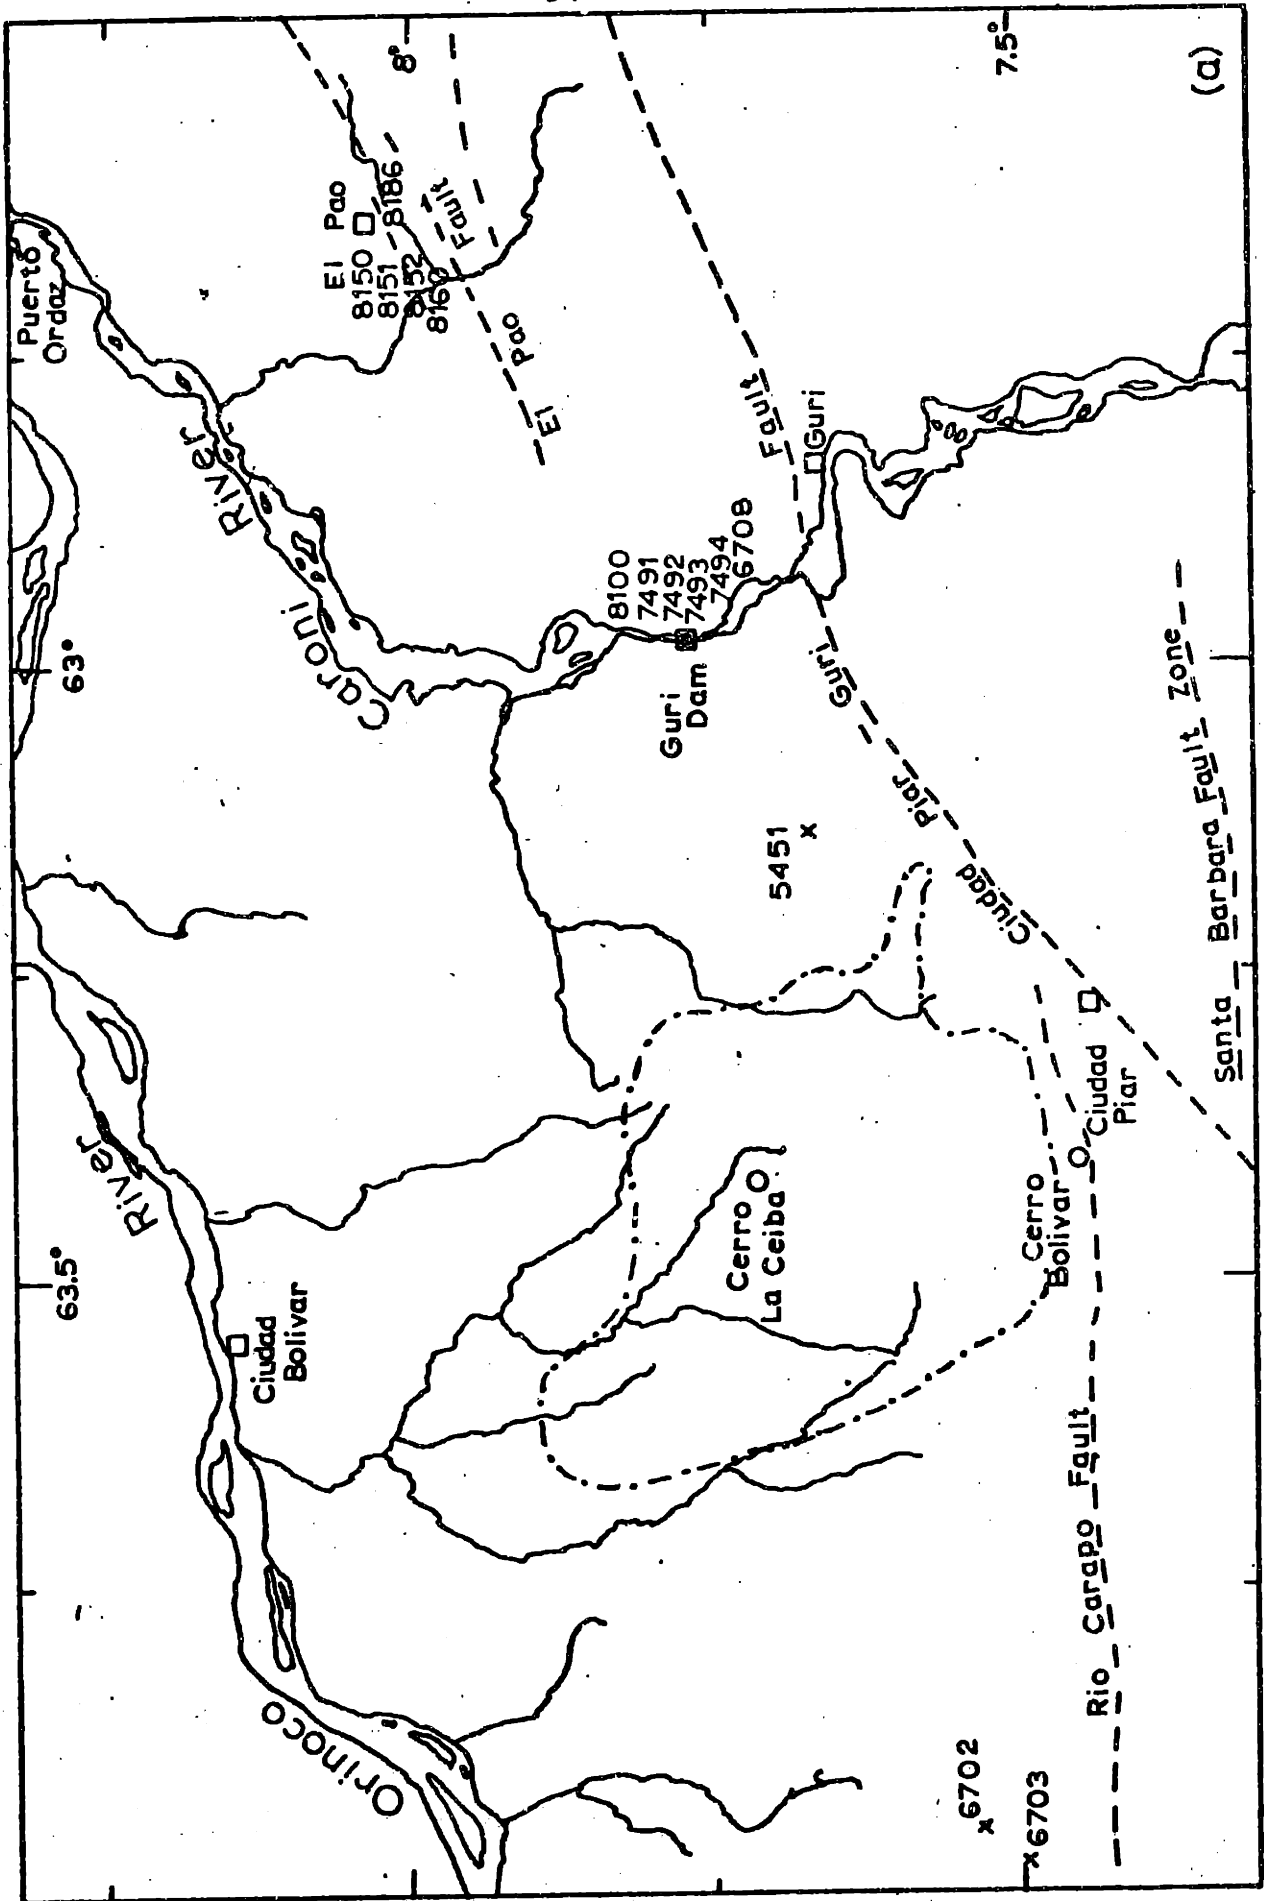 63.5°
63°
Puerto
Ordaz
River
Orinoco
River
Caroni
Ciudad
Bolivar
8°
El Pao
8150
8151
8152
8160
8186
El Pao Fault
8100
7491
7492
7493
7494
6708
Guri
Dam
Guri
5451
x
Cerro
La Ceiba
Ciudad Piar - Guri Fault
x 6702
x 6703
7.5°
Cerro
Bolivar
Ciudad
Piar
Rio Carapo Fault
Santa Barbara Fault Zone
(a)